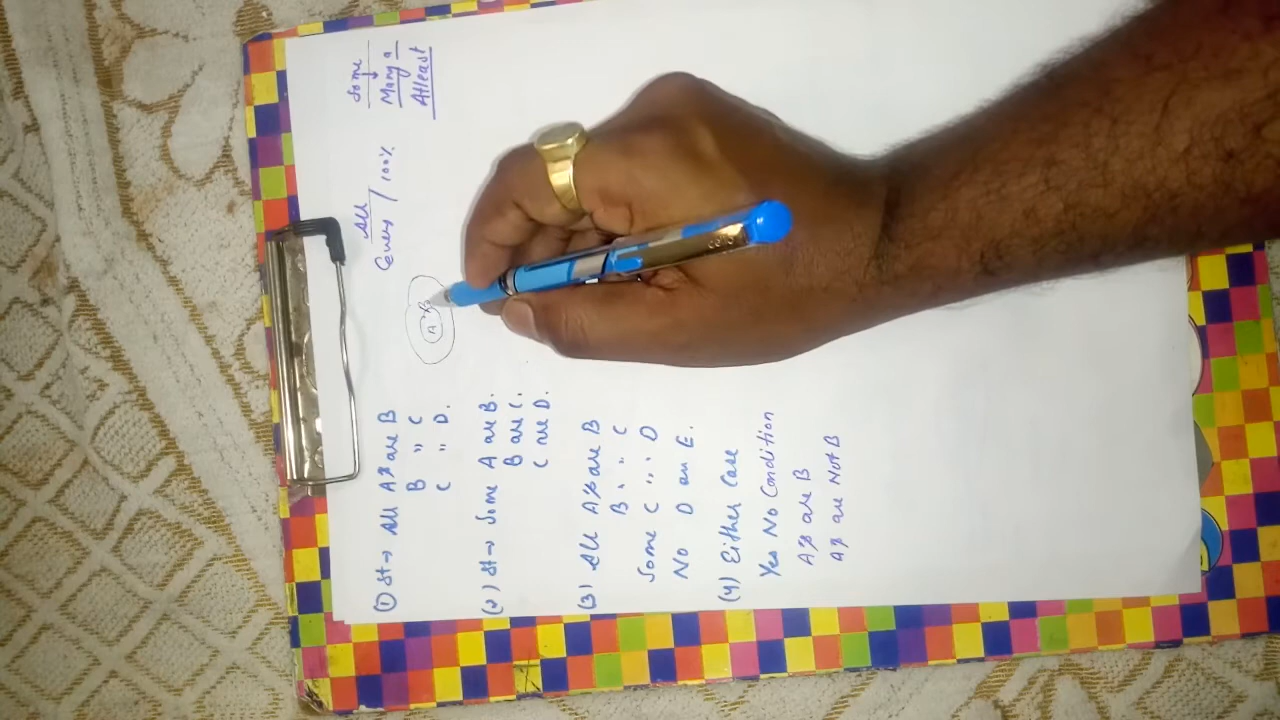 All
Every / 100%
Some
Many a
Atleast
A B
(1) St → All A's are B
B " C
C " D.
(2) St → Some A are B.
B are C.
C are D.
(3) All A's are B
B " " C
Some C " " D
No D are E.
(4) Either Case
Yes No Condition
A's are B
A's are Not B